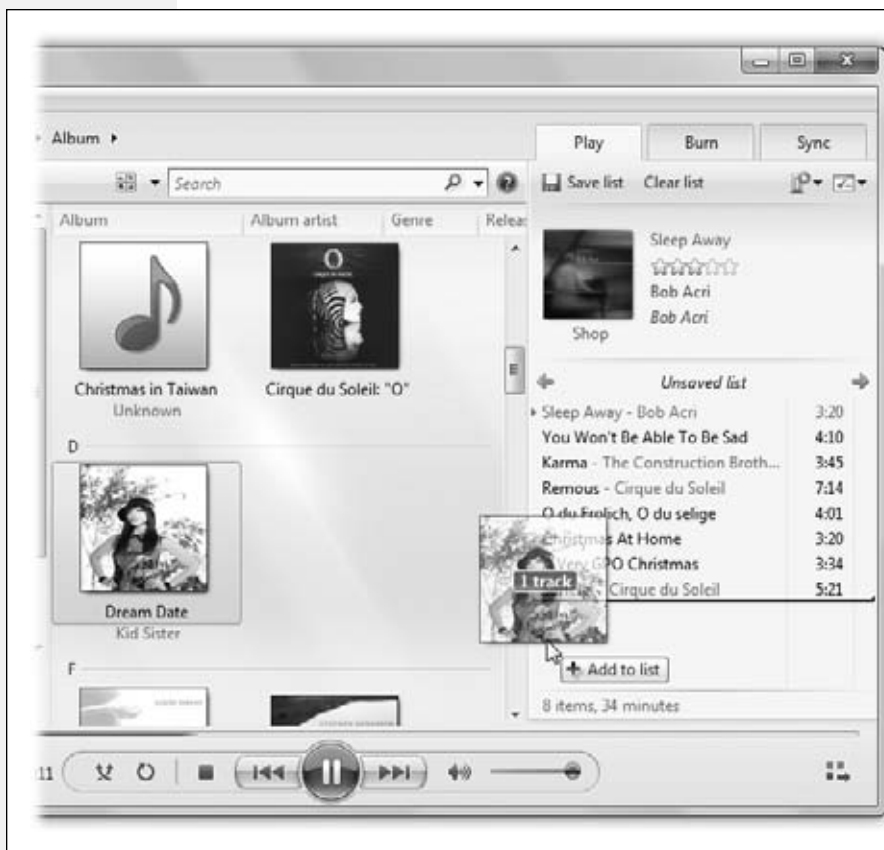 Album
Play
Burn
Sync
Search
Save list
Clear list
Album
Album artist
Genre
Releas
Sleep Away
Bob Acri
Bob Acri
Shop
O
Christmas in Taiwan
Unknown
Cirque du Soleil: "O"
Unsaved list
Sleep Away - Bob Acri 3:20
You Won't Be Able To Be Sad 4:10
Karma - The Construction Broth... 3:45
Remous - Cirque du Soleil 7:14
O du Frolich, O du selige 4:01
Christmas At Home 3:20
Very GPO Christmas 3:34
Cirque du Soleil 5:21
D
1 track
Dream Date
Kid Sister
Add to list
F
8 items, 34 minutes
:11